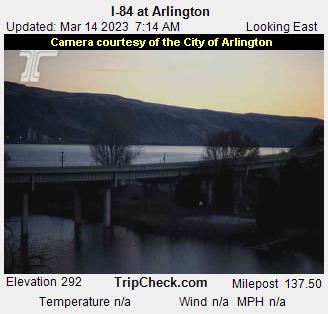 I-84 at Arlington
Updated: Mar 14 2023 7:14 AM Looking East
Camera courtesy of the City of Arlington
Elevation 292 TripCheck.com Milepost 137.50
Temperature n/a Wind n/a MPH n/a